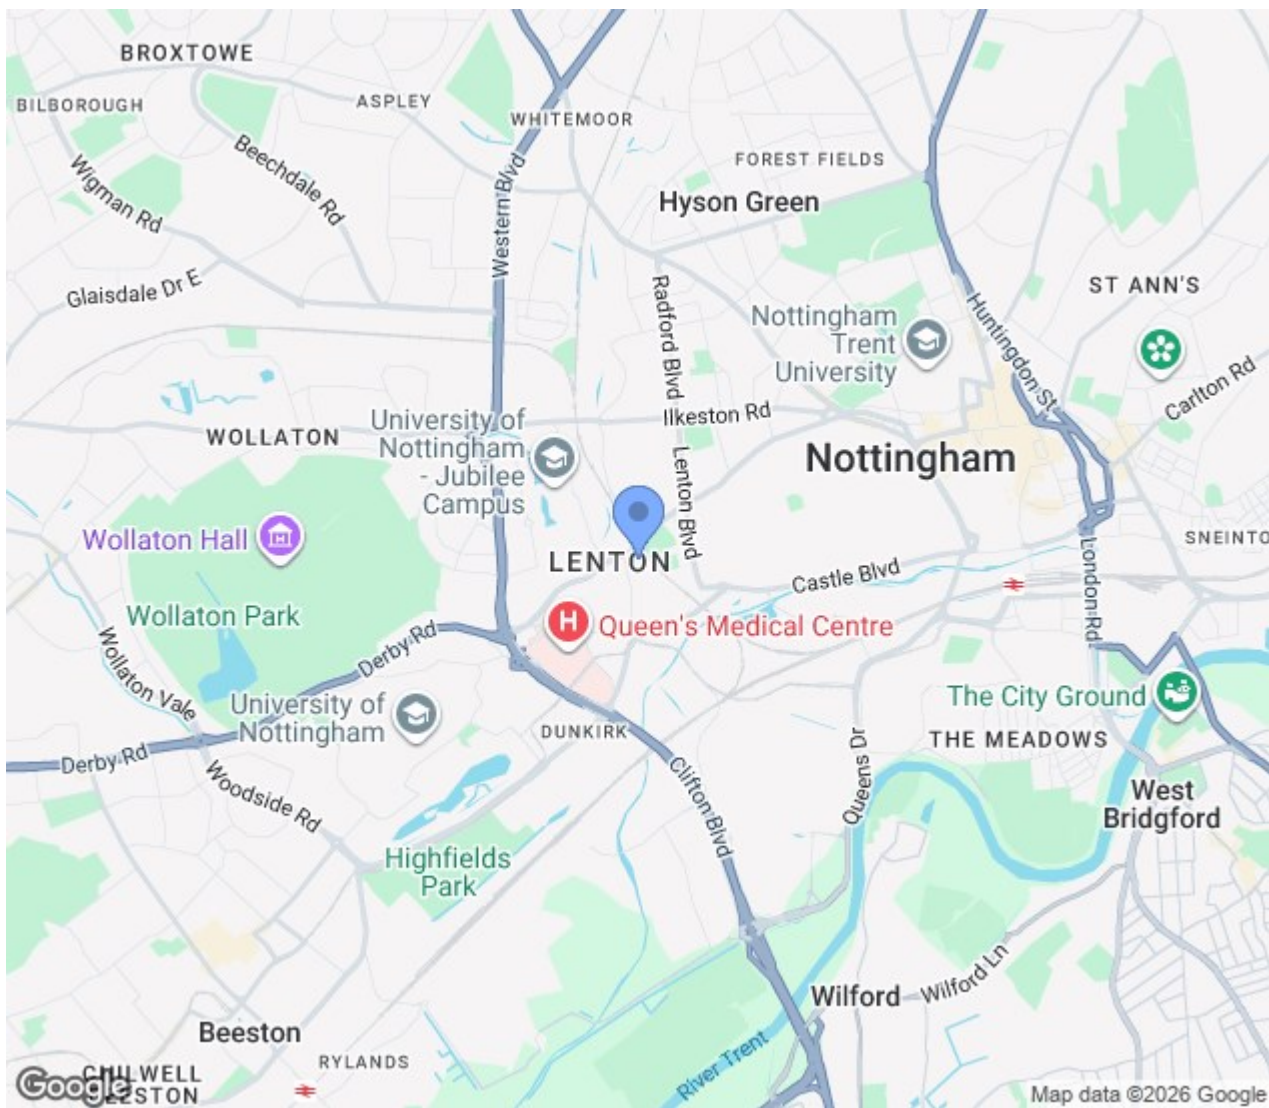 BROXTOWE
BILBOROUGH
ASPLEY
WHITEMOOR
Beechdale Rd
FOREST FIELDS
Wigman Rd
Western Blvd
Hyson Green
Glaisdale Dr E
Radford Blvd
Nottingham
Trent
University
Huntingdon St
ST ANN'S
Carlton Rd
Ilkeston Rd
WOLLATON
University of
Nottingham
- Jubilee
Campus
Lenton Blvd
Nottingham
Wollaton Hall
LENTON
Castle Blvd
London Rd
SNEINTO
Wollaton Park
Queen's Medical Centre
Derby Rd
Wollaton Vale
University of
Nottingham
DUNKIRK
The City Ground
THE MEADOWS
Derby Rd
Woodside Rd
Clifton Blvd
Queens Dr
West
Bridgford
Highfields
Park
Wilford
Wilford Ln
Beeston
RYLANDS
River Trent
CHILWELL
BEESTON
Google
Map data ©2026 Google